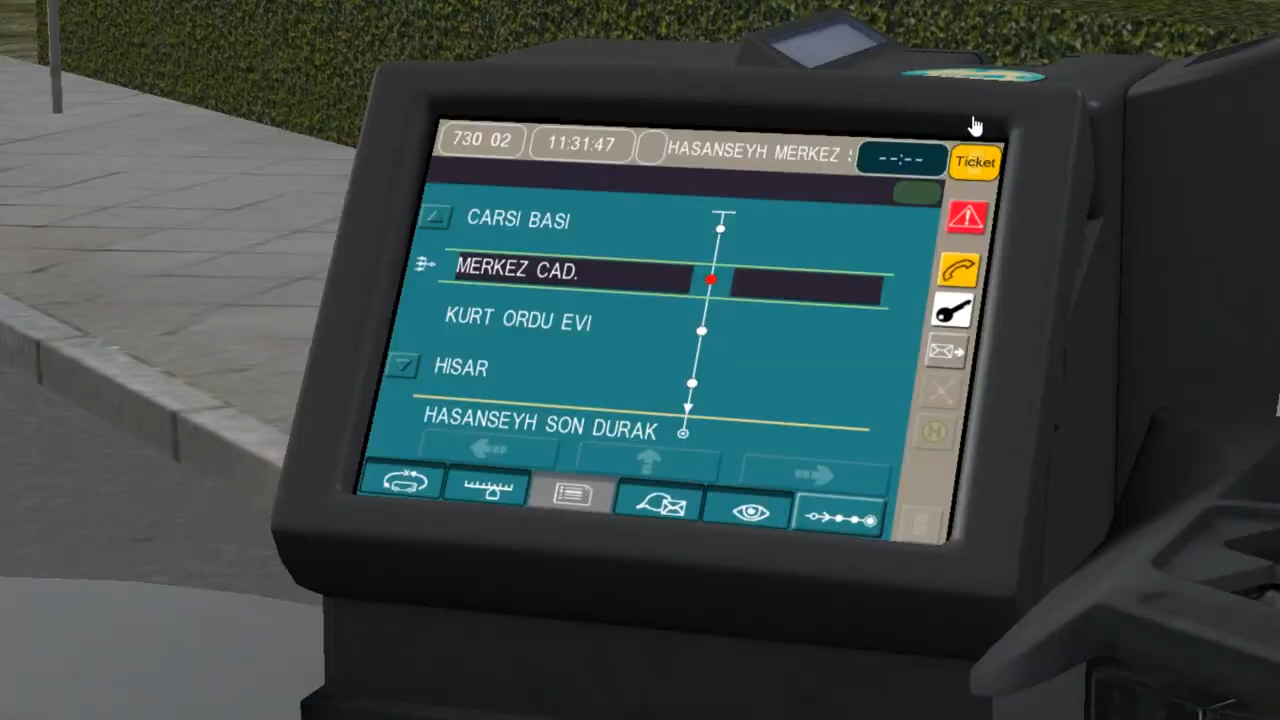 730 02
11:31:47
HASANSEYH MERKEZ
--:--
Ticket
CARSI BASI
MERKEZ CAD.
KURT ORDU EVI
HISAR
HASANSEYH SON DURAK